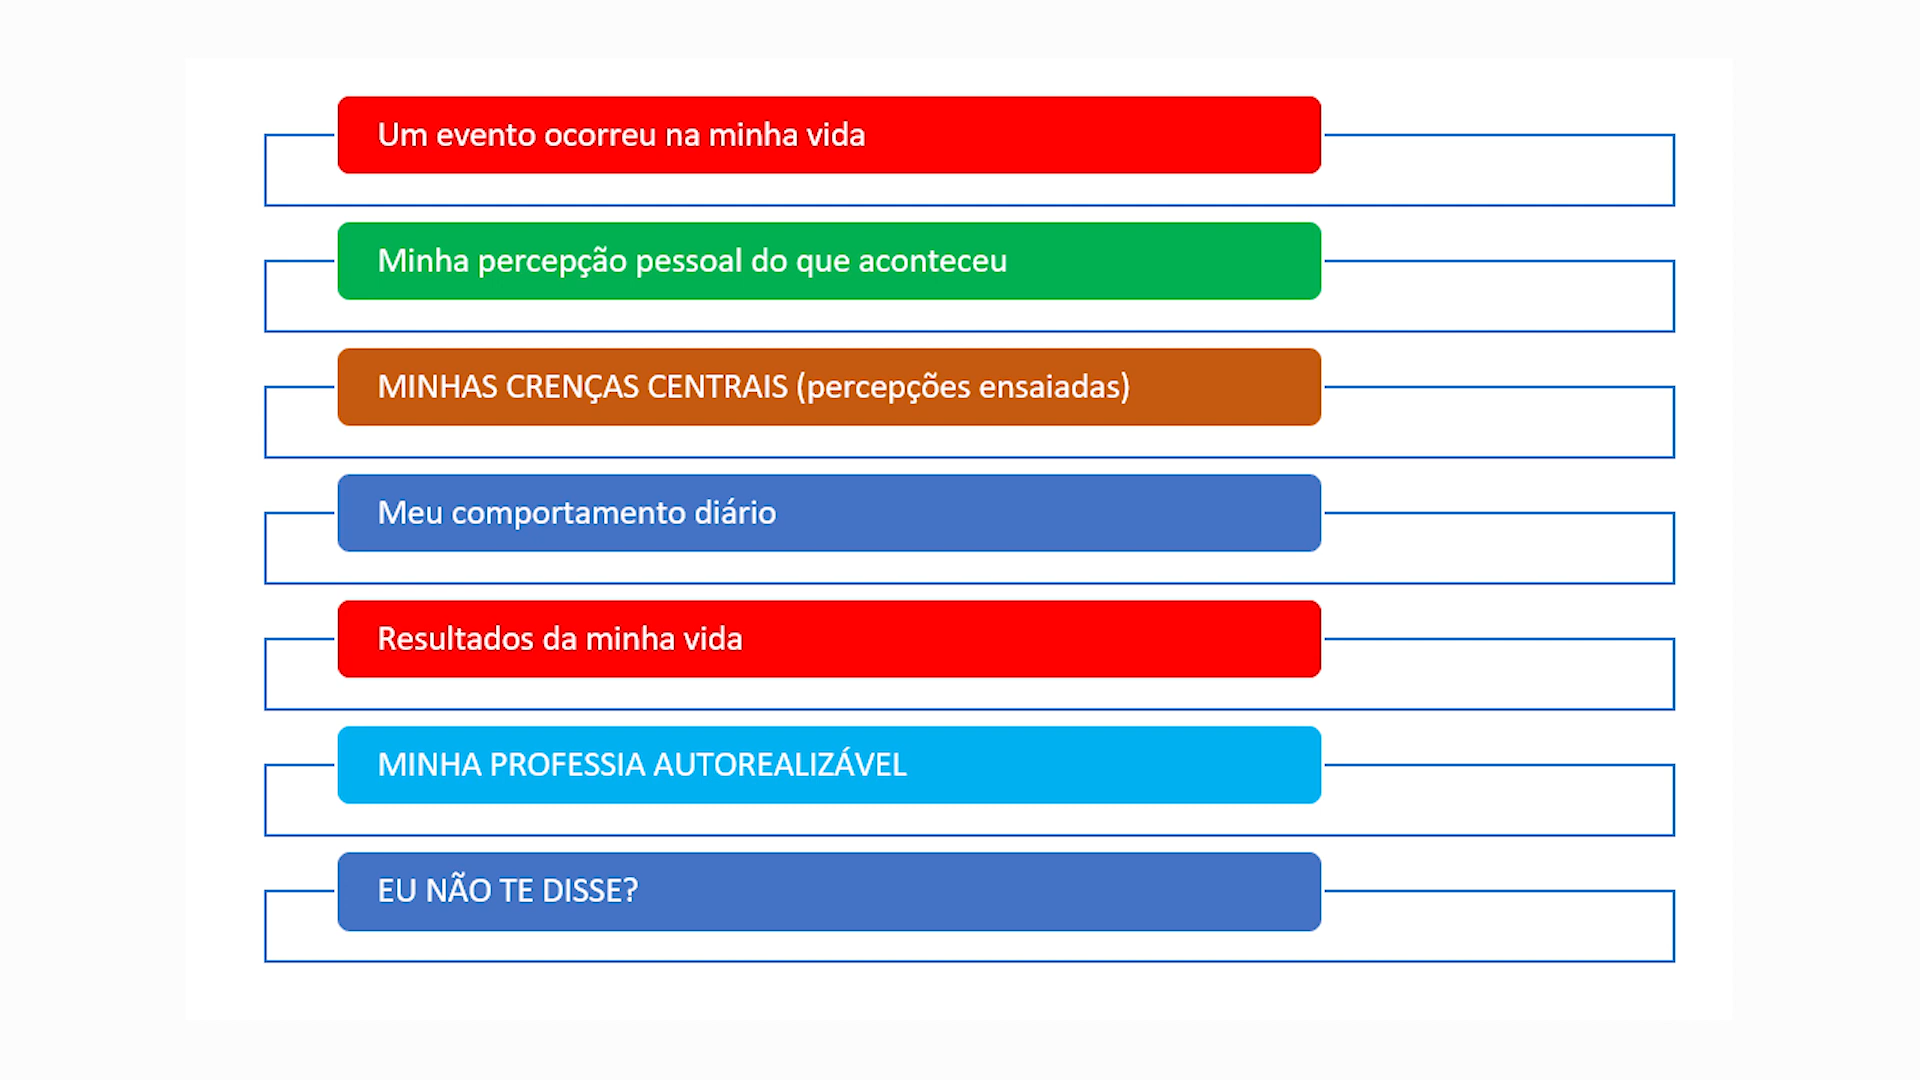 Um evento ocorreu na minha vida
Minha percepção pessoal do que aconteceu
MINHAS CRENÇAS CENTRAIS (percepções ensaiadas)
Meu comportamento diário
Resultados da minha vida
MINHA PROFESSIA AUTOREALIZÁVEL
EU NÃO TE DISSE?